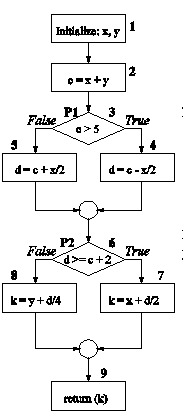 Initialize: x, y 1
2
c = x + y
P1 3
False True
c > 5
5 4
d = c + x/2 d = c - x/2
P2 6
False True
d >= c + 2
8 7
k = y + d/4 k = x + d/2
9
return (k)